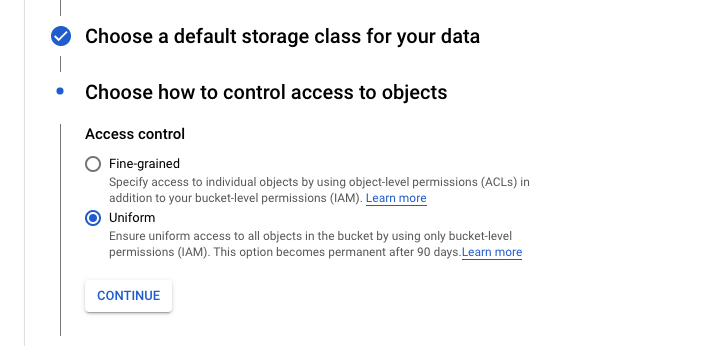 Choose a default storage class for your data
Choose how to control access to objects
Access control
Fine-grained
Specify access to individual objects by using object-level permissions (ACLs) in
addition to your bucket-level permissions (IAM). Learn more
Uniform
Ensure uniform access to all objects in the bucket by using only bucket-level
permissions (IAM). This option becomes permanent after 90 days.Learn more
CONTINUE